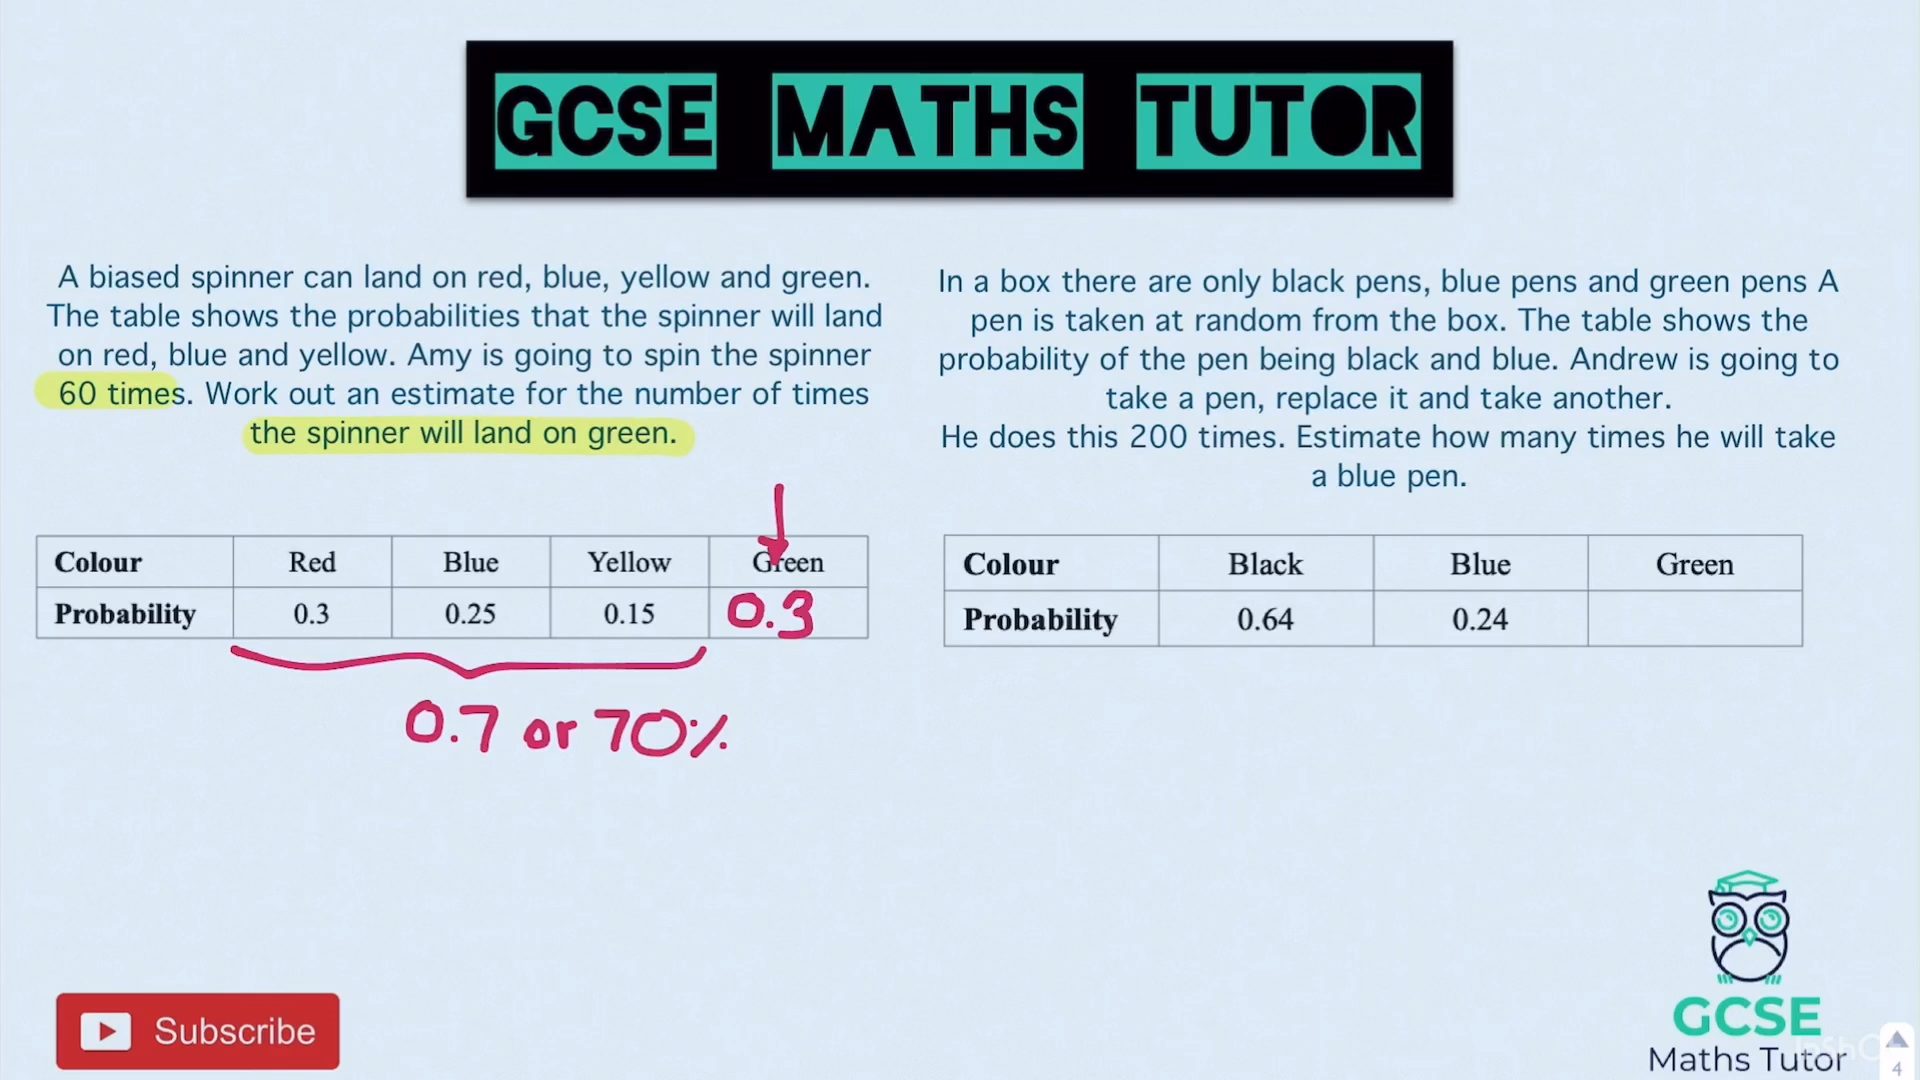 GCSE MATHS TUTOR
A biased spinner can land on red, blue, yellow and green.
The table shows the probabilities that the spinner will land
on red, blue and yellow. Amy is going to spin the spinner
60 times. Work out an estimate for the number of times
the spinner will land on green.
Colour Red Blue Yellow Green
Probability 0.3 0.25 0.15 0.3
0.7 or 70%
In a box there are only black pens, blue pens and green pens A
pen is taken at random from the box. The table shows the
probability of the pen being black and blue. Andrew is going to
take a pen, replace it and take another.
He does this 200 times. Estimate how many times he will take
a blue pen.
Colour Black Blue Green
Probability 0.64 0.24
Subscribe
GCSE
Maths Tutor
4